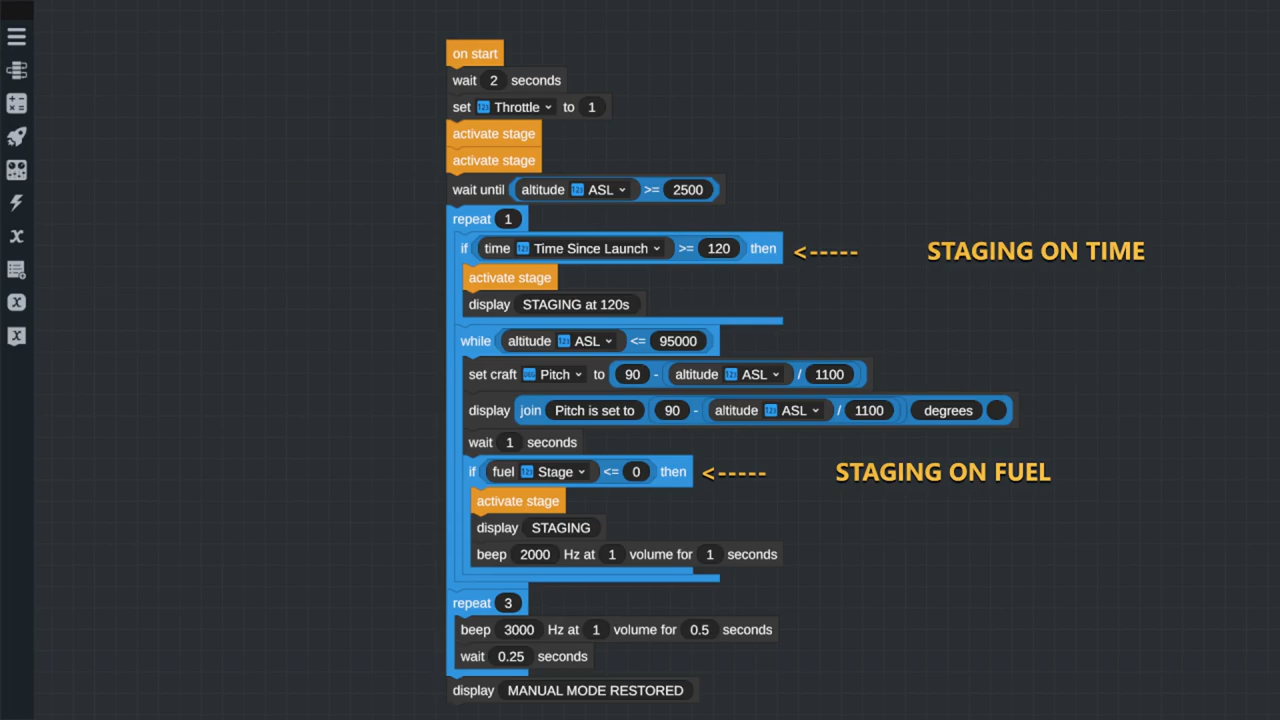 on start
wait 2 seconds
set Throttle to 1
activate stage
activate stage
wait until altitude ASL >= 2500
repeat 1
if time Time Since Launch >= 120 then <----- STAGING ON TIME
activate stage
display STAGING at 120s
while altitude ASL <= 95000
set craft Pitch to 90 - altitude ASL / 1100
display join Pitch is set to 90 - altitude ASL / 1100 degrees
wait 1 seconds
if fuel Stage <= 0 then <----- STAGING ON FUEL
activate stage
display STAGING
beep 2000 Hz at 1 volume for 1 seconds
repeat 3
beep 3000 Hz at 1 volume for 0.5 seconds
wait 0.25 seconds
display MANUAL MODE RESTORED